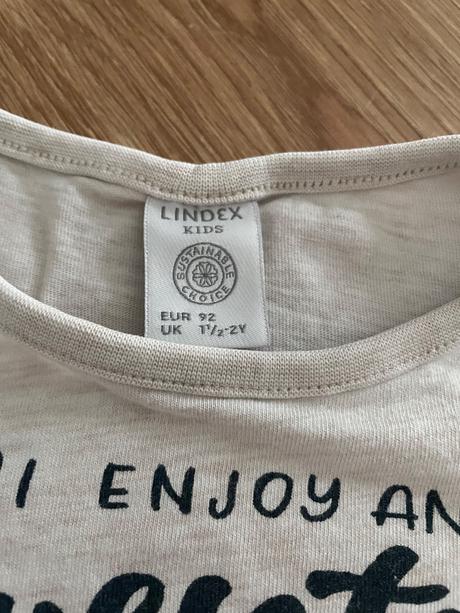 LINDEX
KIDS
SUSTAINABLE
CHOICE
EUR 92
UK 1½-2Y
I ENJOY AN